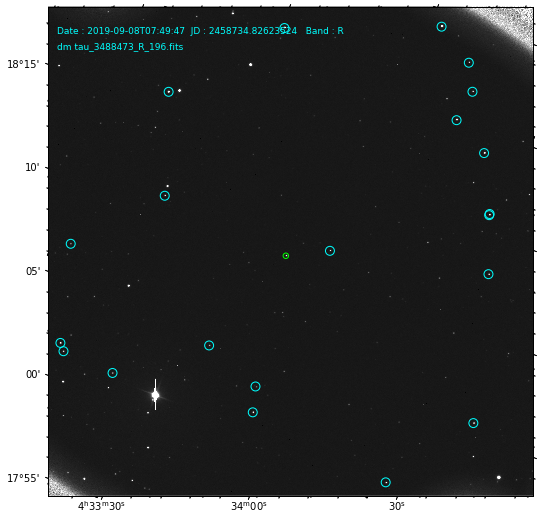 Date : 2019-09-08T07:49:47 JD : 2458734.82623524 Band : R
dm tau_3488473_R_196.fits
18°15'
10'
05'
00'
17°55'
4ʰ33ᵐ30ˢ 34ᵐ00ˢ 30ˢ